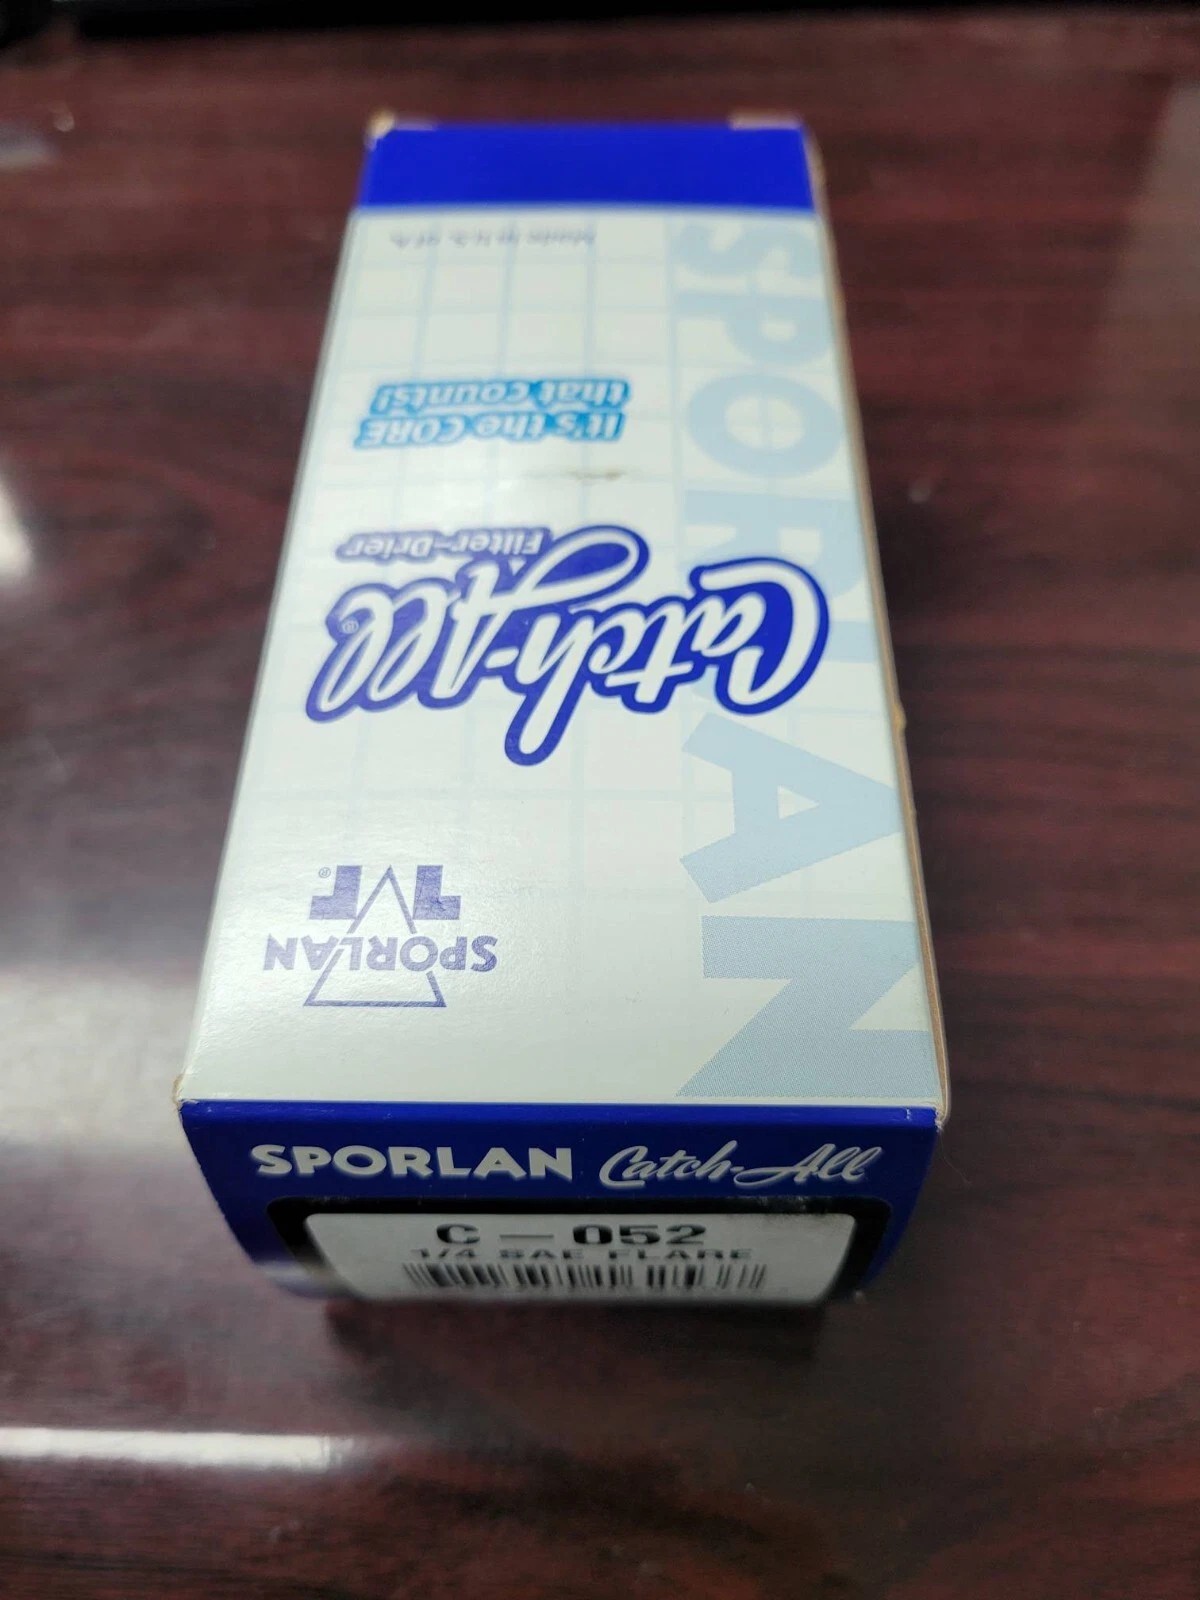 Made in U.S. of A.
It's the CORE
that counts!
Catch-All®
Filter-Drier
SPORLAN
SPORLAN
®
SPORLAN Catch-All
C - 052
1/4 SAE FLARE